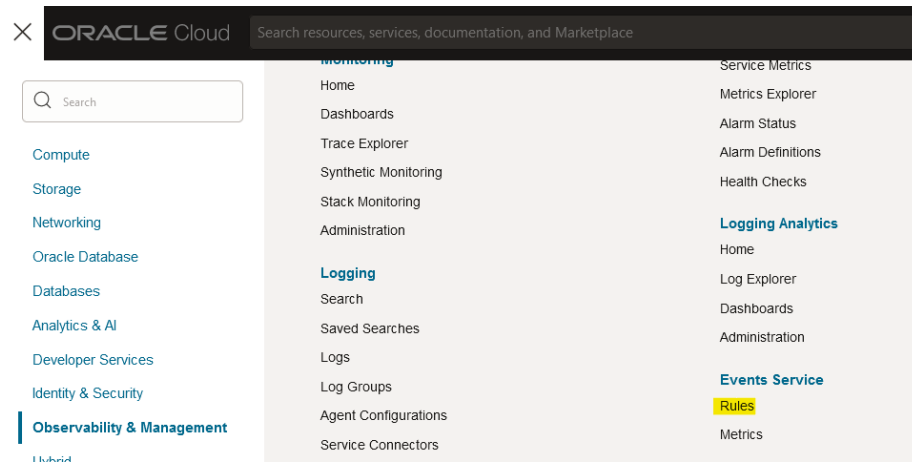 ORACLE Cloud
Search resources, services, documentation, and Marketplace
Search
Compute
Storage
Networking
Oracle Database
Databases
Analytics & AI
Developer Services
Identity & Security
Observability & Management
Hybrid
Monitoring
Home
Dashboards
Trace Explorer
Synthetic Monitoring
Stack Monitoring
Administration
Logging
Search
Saved Searches
Logs
Log Groups
Agent Configurations
Service Connectors
Service Metrics
Metrics Explorer
Alarm Status
Alarm Definitions
Health Checks
Logging Analytics
Home
Log Explorer
Dashboards
Administration
Events Service
Rules
Metrics